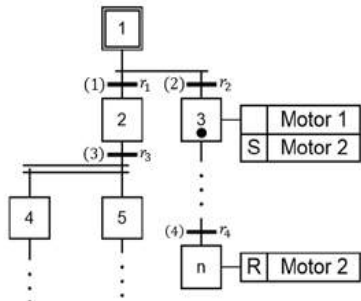 1
(1) r₁ (2) r₂
2 3 Motor 1
S Motor 2
(3) r₃
4 5
(4) r₄
n R Motor 2